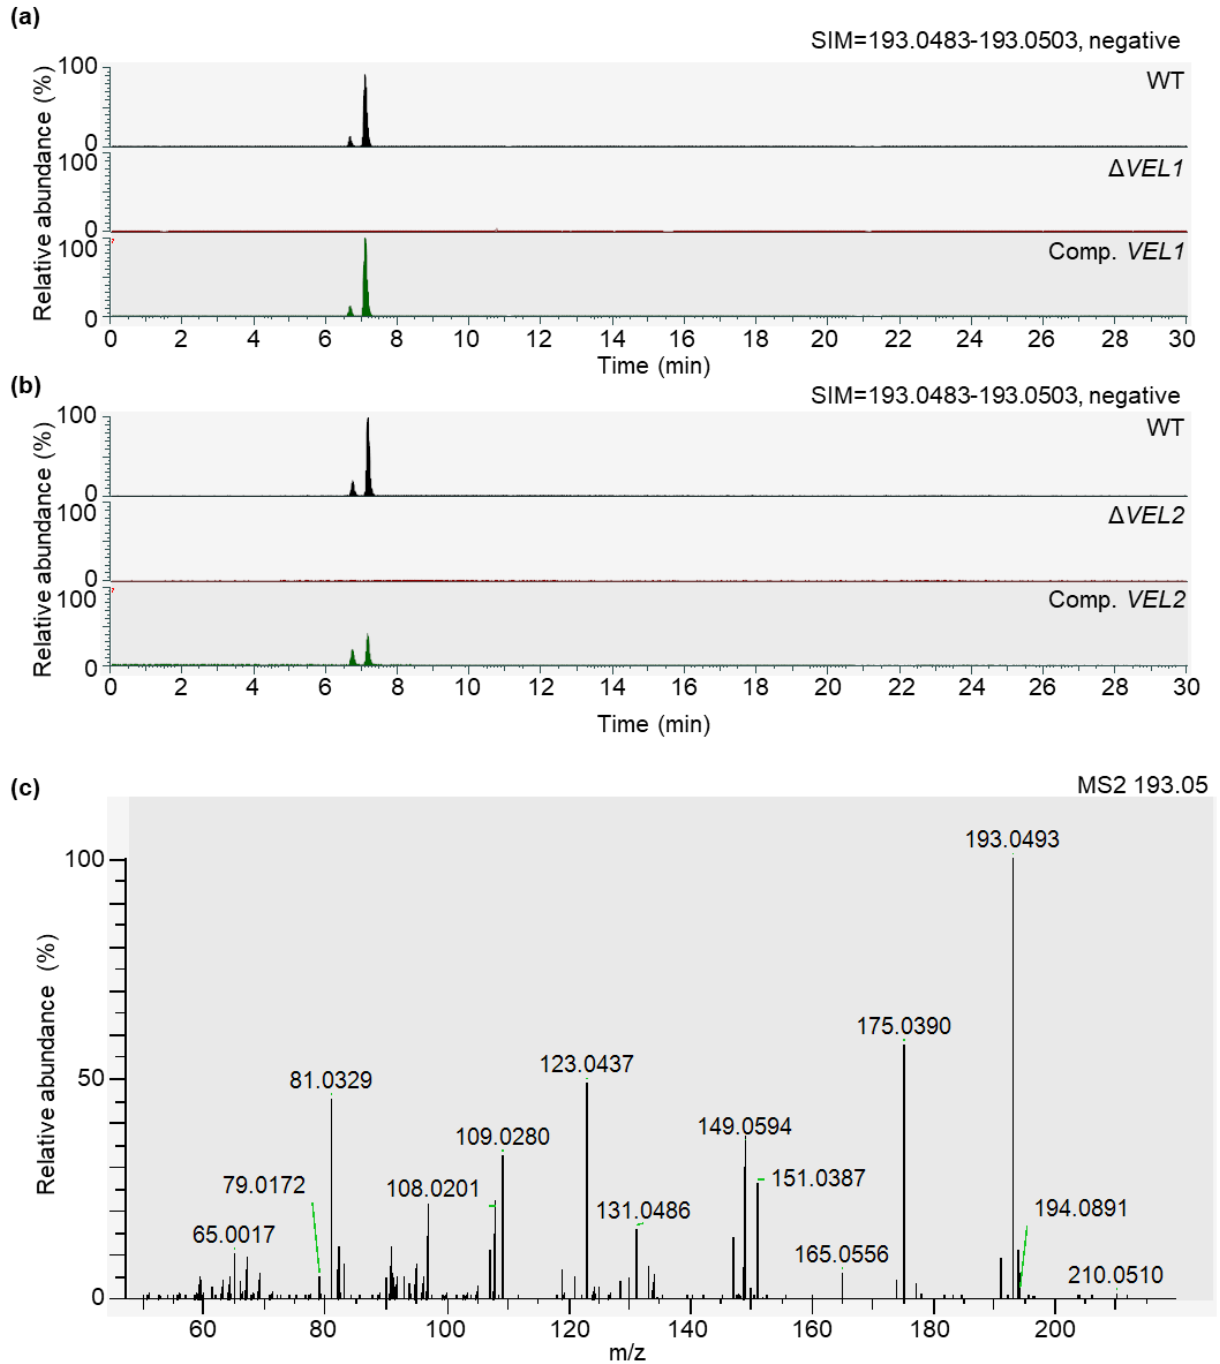 (a)
SIM=193.0483-193.0503, negative
Relative abundance (%)
100
0
WT
100
0
ΔVEL1
100
0
Comp. VEL1
0 2 4 6 8 10 12 14 16 18 20 22 24 26 28 30
Time (min)
(b)
SIM=193.0483-193.0503, negative
Relative abundance (%)
100
0
WT
100
0
ΔVEL2
100
0
Comp. VEL2
0 2 4 6 8 10 12 14 16 18 20 22 24 26 28 30
Time (min)
(c)
MS2 193.05
Relative abundance (%)
100
50
0
193.0493
175.0390
123.0437
81.0329
109.0280
149.0594
79.0172
108.0201
151.0387
131.0486
194.0891
65.0017
165.0556
210.0510
60 80 100 120 140 160 180 200
m/z